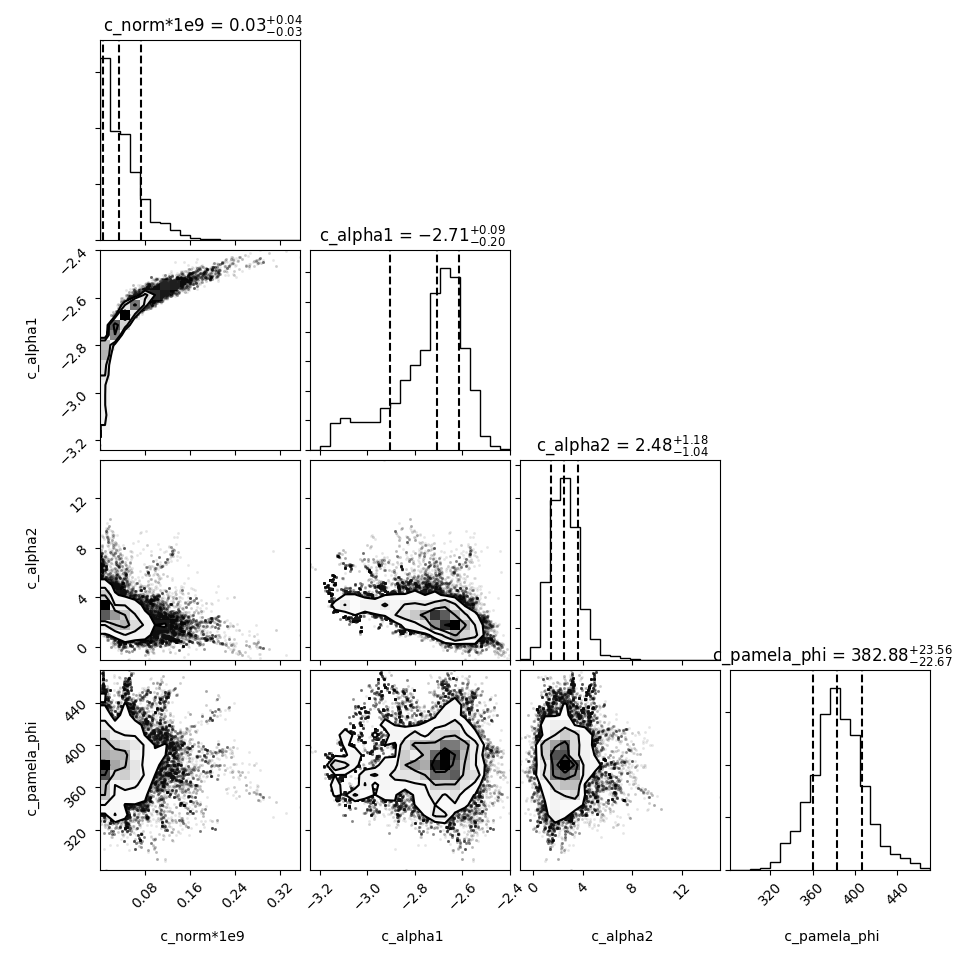 c_norm*1e9 = 0.03+0.04−0.03
c_alpha1 = −2.71+0.09−0.20
−2.4
−2.6
−2.8
−3.0
−3.2
c_alpha1
c_alpha2 = 2.48+1.18−1.04
12
8
4
0
c_alpha2
c_pamela_phi = 382.88+23.56−22.67
440
400
360
320
c_pamela_phi
0.08 0.16 0.24 0.32
−3.2 −3.0 −2.8 −2.6 −2.4
0 4 8 12
320 360 400 440
c_norm*1e9 c_alpha1 c_alpha2 c_pamela_phi